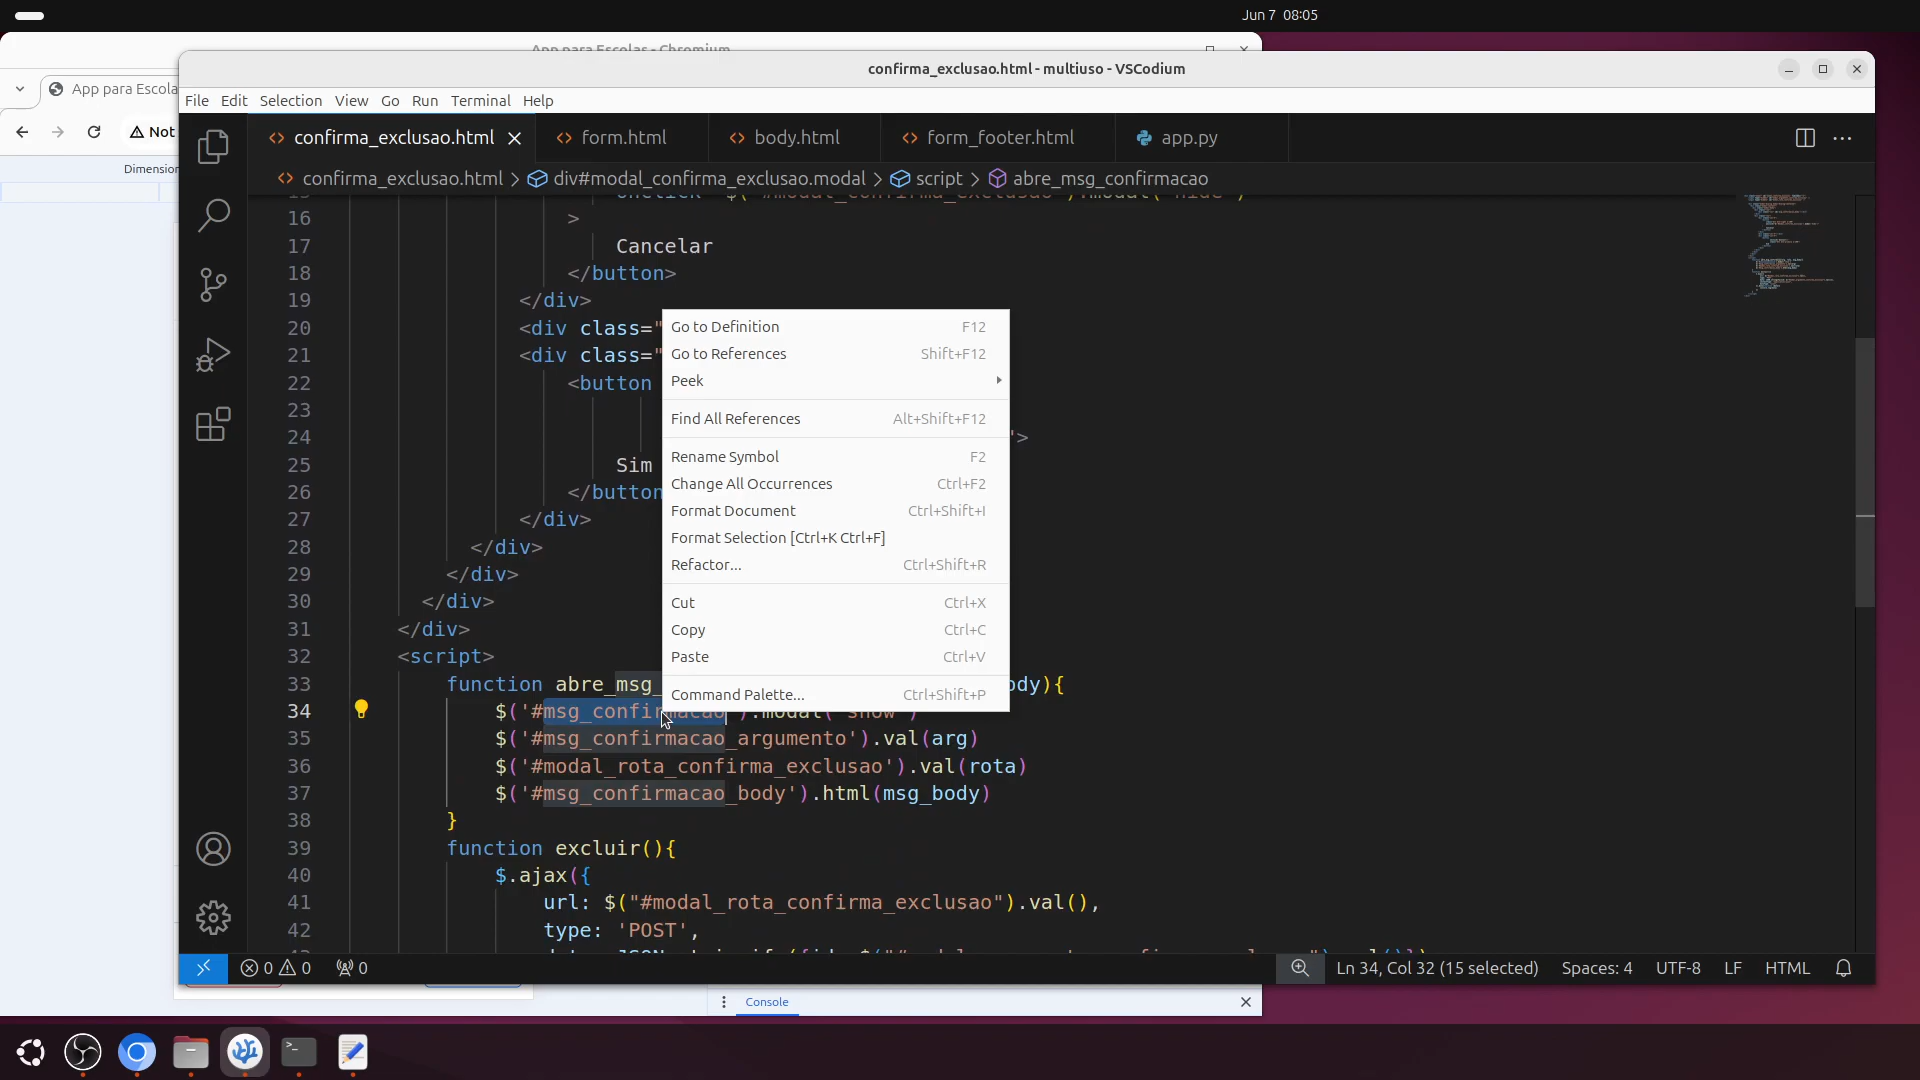 Jun 7 08:05
App para Escolas - Chromium
App para Escola
Not
Dimension
confirma_exclusao.html - multiuso - VSCodium
File Edit Selection View Go Run Terminal Help
confirma_exclusao.html
form.html
body.html
form_footer.html
app.py
confirma_exclusao.html > div#modal_confirma_exclusao.modal > script > abre_msg_confirmacao
16 >
17 Cancelar
18 </button>
19 </div>
20 <div class="
21 <div class="
22 <button
23
24 '>
25 Sim
26 </button
27 </div>
28 </div>
29 </div>
30 </div>
31 </div>
32 <script>
33 function abre_msg_ ody){
34 $('#msg_confirmacao').modal('show')
35 $('#msg_confirmacao_argumento').val(arg)
36 $('#modal_rota_confirma_exclusao').val(rota)
37 $('#msg_confirmacao_body').html(msg_body)
38 }
39 function excluir(){
40 $.ajax({
41 url: $("#modal_rota_confirma_exclusao").val(),
42 type: 'POST',
Go to Definition F12
Go to References Shift+F12
Peek
Find All References Alt+Shift+F12
Rename Symbol F2
Change All Occurrences Ctrl+F2
Format Document Ctrl+Shift+I
Format Selection [Ctrl+K Ctrl+F]
Refactor... Ctrl+Shift+R
Cut Ctrl+X
Copy Ctrl+C
Paste Ctrl+V
Command Palette... Ctrl+Shift+P
0 0 0
Ln 34, Col 32 (15 selected) Spaces: 4 UTF-8 LF HTML
Console